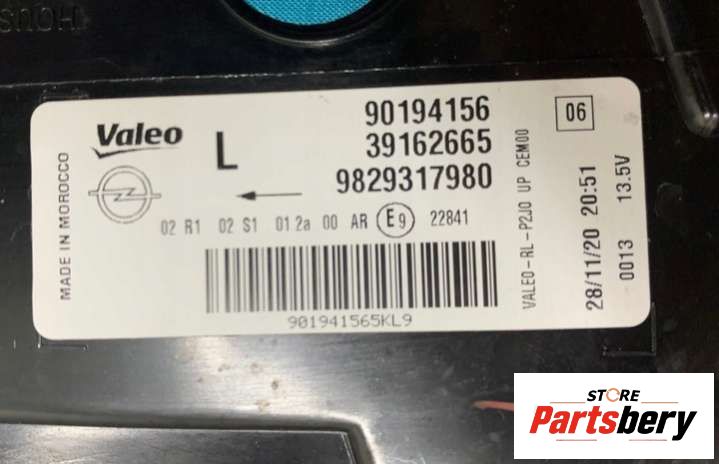 Valeo
L
90194156
39162665
9829317980
06
MADE IN MOROCCO
02 R1 02 S1 01 2a 00 AR E9 22841
901941565KL9
VALEO-RL-P2JO UP CEM00
28/11/20 20:51
0013 13.5V
STORE
Partsbery